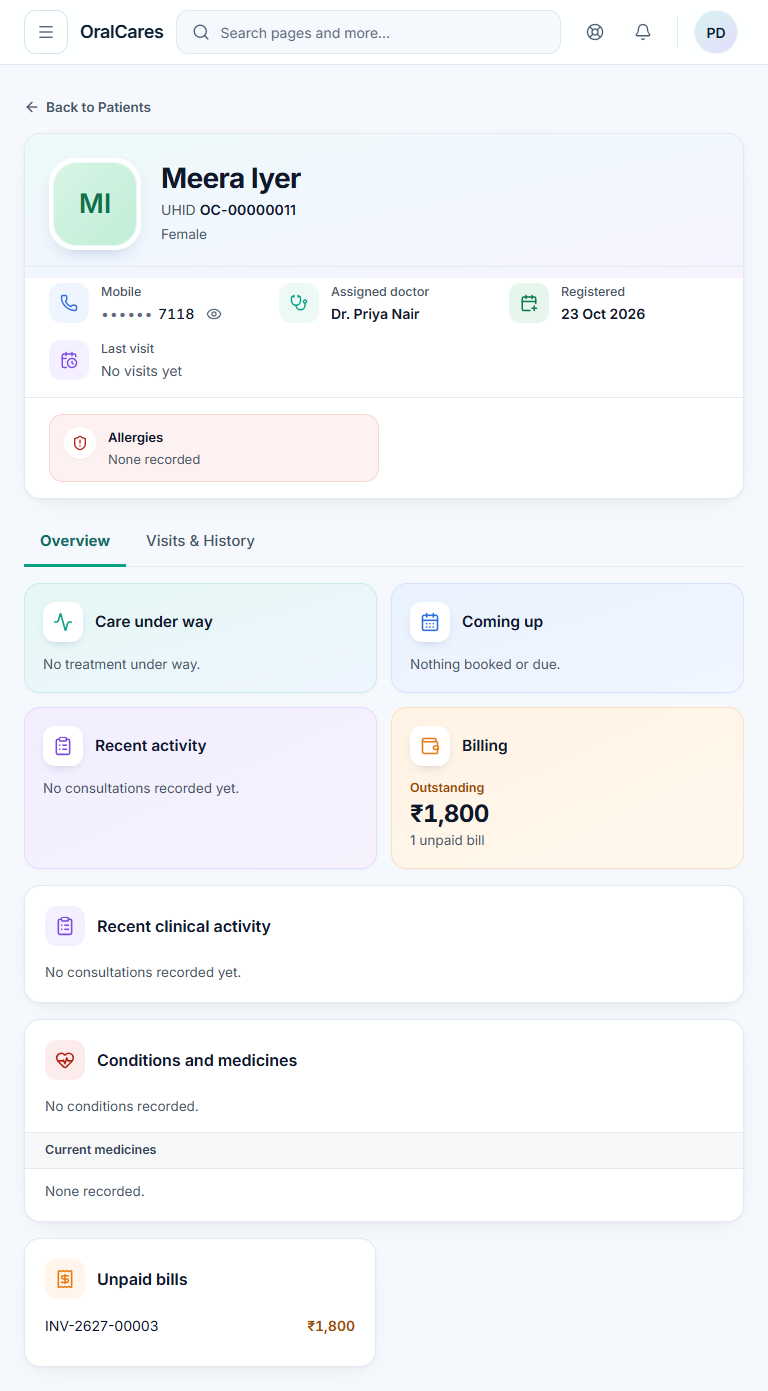 OralCares
Search pages and more...
PD
Back to Patients
MI
Meera Iyer
UHID OC-00000011
Female
Mobile
•••••• 7118
Assigned doctor
Dr. Priya Nair
Registered
23 Oct 2026
Last visit
No visits yet
Allergies
None recorded
Overview
Visits & History
Care under way
No treatment under way.
Coming up
Nothing booked or due.
Recent activity
No consultations recorded yet.
Billing
Outstanding
₹1,800
1 unpaid bill
Recent clinical activity
No consultations recorded yet.
Conditions and medicines
No conditions recorded.
Current medicines
None recorded.
Unpaid bills
INV-2627-00003
₹1,800